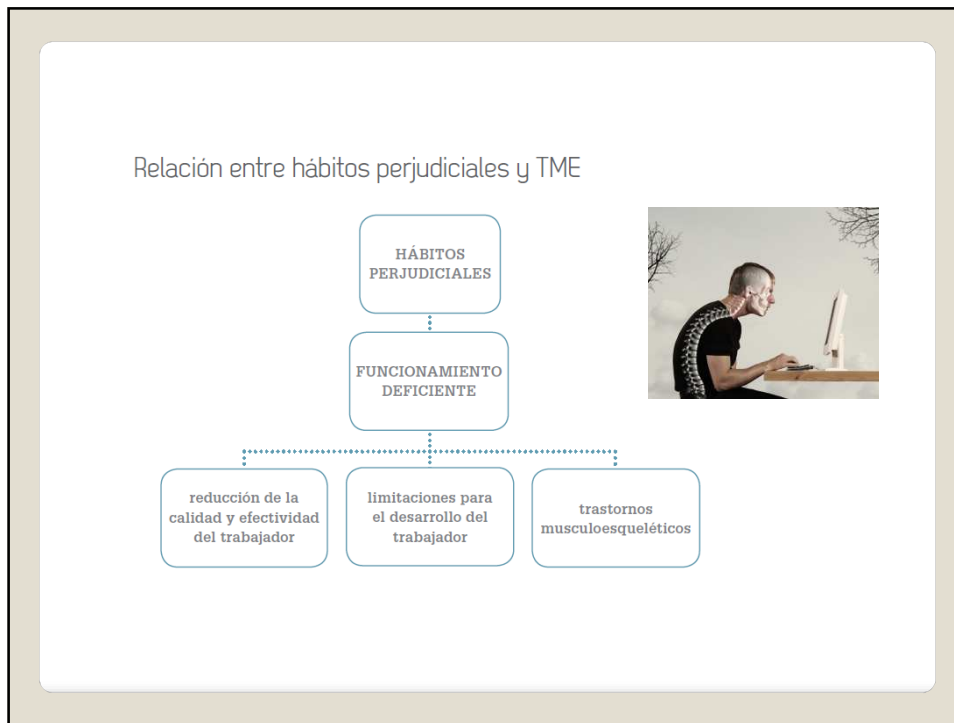 Relación entre hábitos perjudiciales y TME
HÁBITOS
PERJUDICIALES
FUNCIONAMIENTO
DEFICIENTE
reducción de la
calidad y efectividad
del trabajador
limitaciones para
el desarrollo del
trabajador
trastornos
musculoesqueléticos